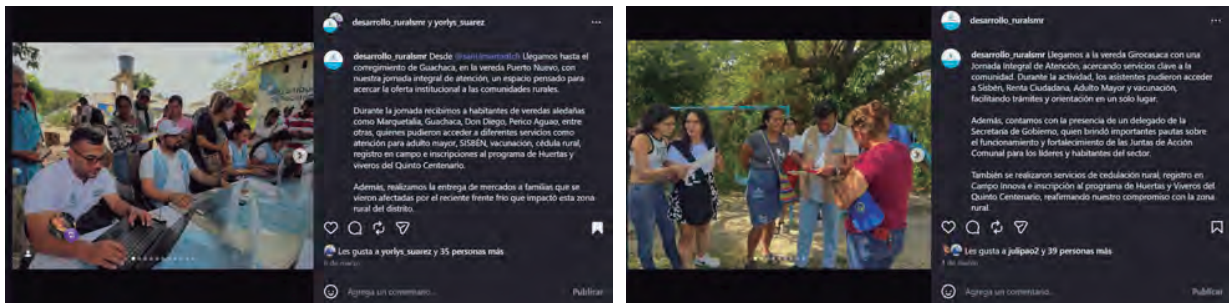 desarrollo_ruralsmr y yorlys_suarez
desarrollo_ruralsmr Desde Llegamos hasta el
corregimiento de Guachaca, en la vereda Puerto Nuevo, con
nuestra jornada integral de atención, un espacio pensado para
acercar la oferta institucional a las comunidades rurales.
Durante la jornada recibimos a habitantes de veredas aledañas
como Marquetalia, Guachaca, Don Diego, Perico Aguao, entre
otras, quienes pudieron acceder a diferentes servicios como
atención para adulto mayor, SISBÉN, vacunación, cédula rural,
registro en campo e inscripciones al programa de Huertas y
viveros del Quinto Centenario.
Además, realizamos la entrega de mercados a familias que se
vieron afectadas por el reciente frente frío que impactó esta zona
rural del distrito.
Les gusta a yorlys_suarez y 35 personas más
de marzo
Agrega un comentario...
Publicar
desarrollo_ruralsmr
desarrollo_ruralsmr Llegamos a la vereda Girocasaca con una
Jornada Integral de Atención, acercando servicios clave a la
comunidad. Durante la actividad, los asistentes pudieron acceder
a Sisbén, Renta Ciudadana, Adulto Mayor y vacunación,
facilitando trámites y orientación en un solo lugar.
Además, contamos con la presencia de un delegado de la
Secretaría de Gobierno, quien brindó importantes pautas sobre
el funcionamiento y fortalecimiento de las Juntas de Acción
Comunal para los líderes y habitantes del sector.
También se realizaron servicios de cedulación rural, registro en
Campo Innova e inscripción al programa de Huertas y Viveros del
Quinto Centenario, reafirmando nuestro compromiso con la zona
rural.
Les gusta a julipao2 y 39 personas más
de marzo
Agrega un comentario...
Publicar